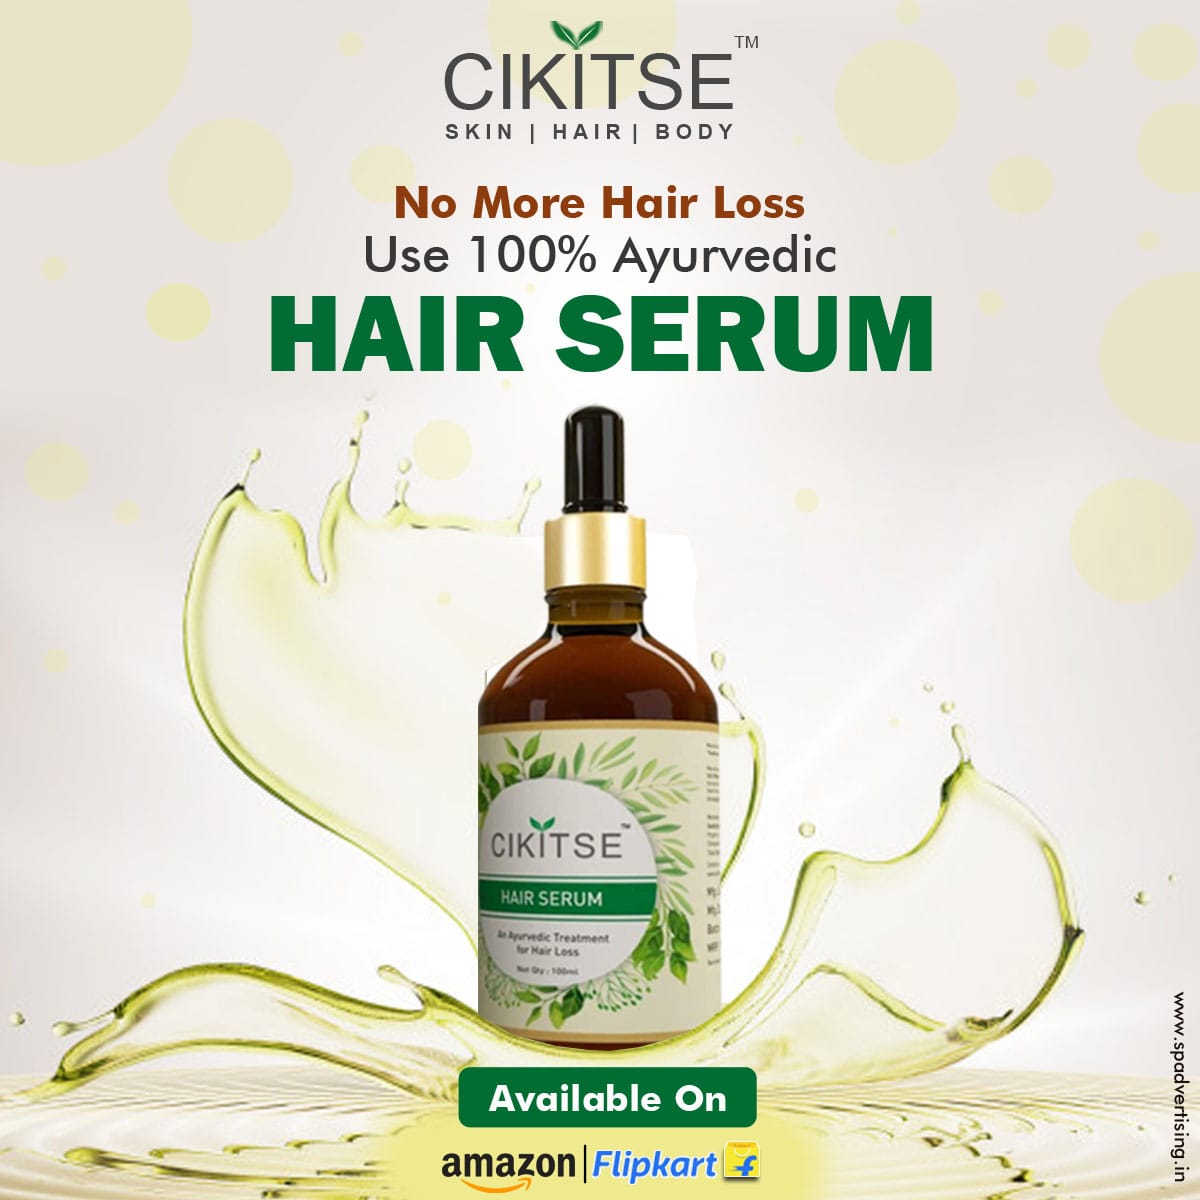 CIKITSE™
SKIN | HAIR | BODY
No More Hair Loss
Use 100% Ayurvedic
HAIR SERUM
CIKITSE™
HAIR SERUM
An Ayurvedic Treatment
for Hair Loss
Net Qty : 100ml
Available On
amazon | Flipkart
www.spadvertising.in